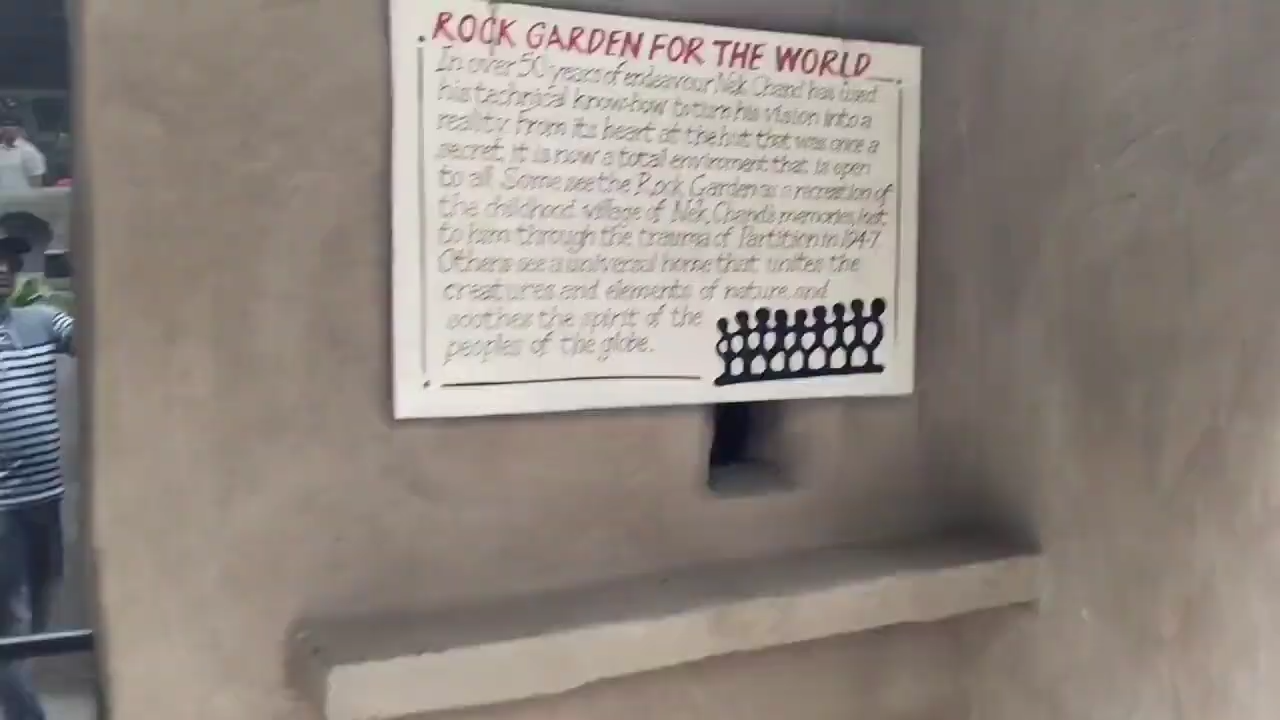 ROCK GARDEN FOR THE WORLD
In over 50 years of endeavour Nek Chand has used
his technical know-how to turn his vision into a
reality. From its heart at the hut that was once a
secret, it is now a total enviroment that is open
to all. Some see the Rock Garden as a recreation of
the childhood village of Nek Chand's memories, lost
to him through the trauma of Partition in 1947.
Others see a universal home that unites the
creatures and elements of nature, and
soothes the spirit of the
peoples of the globe.